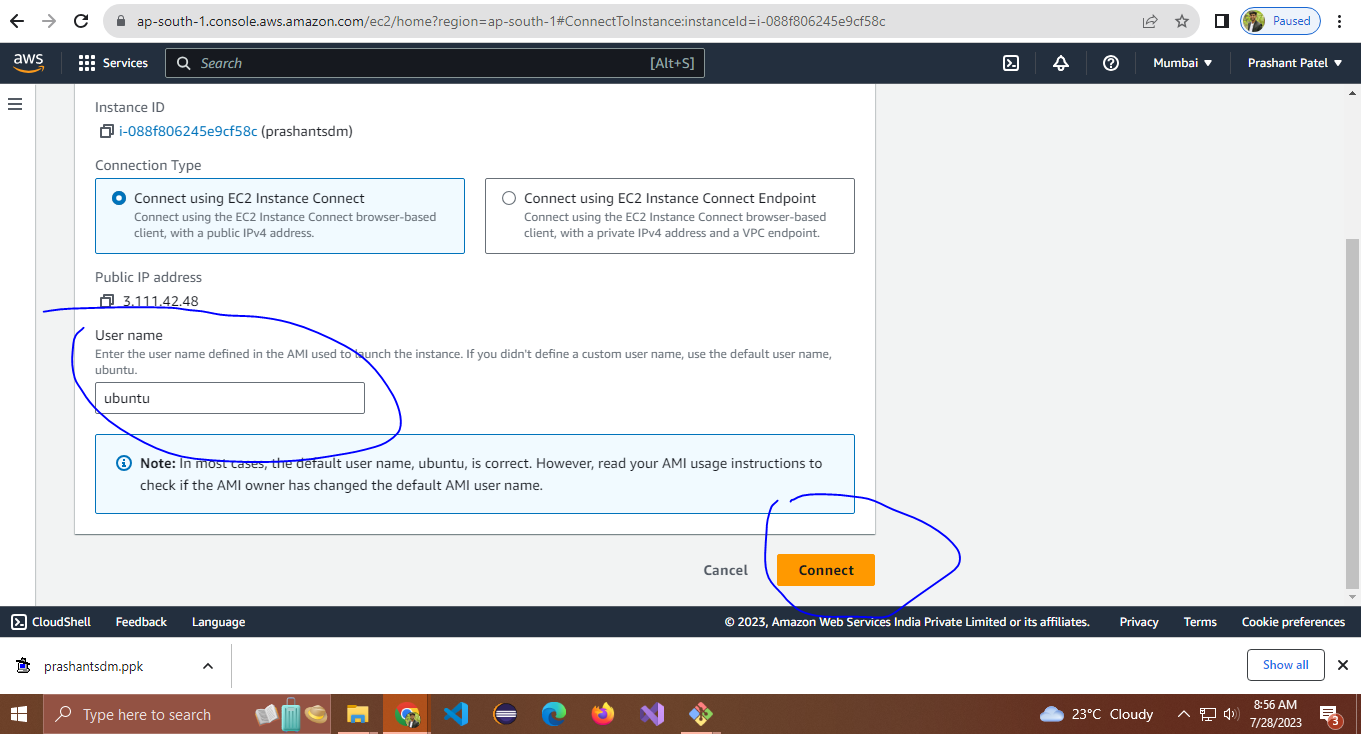 ap-south-1.console.aws.amazon.com/ec2/home?region=ap-south-1#ConnectToInstance:instanceId=i-088f806245e9cf58c
Paused
aws
Services
Search
[Alt+S]
Mumbai
Prashant Patel
Instance ID
i-088f806245e9cf58c (prashantsdm)
Connection Type
Connect using EC2 Instance Connect
Connect using the EC2 Instance Connect browser-based
client, with a public IPv4 address.
Connect using EC2 Instance Connect Endpoint
Connect using the EC2 Instance Connect browser-based
client, with a private IPv4 address and a VPC endpoint.
Public IP address
3.111.42.48
User name
Enter the user name defined in the AMI used to launch the instance. If you didn't define a custom user name, use the default user name,
ubuntu.
ubuntu
Note: In most cases, the default user name, ubuntu, is correct. However, read your AMI usage instructions to
check if the AMI owner has changed the default AMI user name.
Cancel
Connect
CloudShell
Feedback
Language
© 2023, Amazon Web Services India Private Limited or its affiliates.
Privacy
Terms
Cookie preferences
prashantsdm.ppk
Show all
Type here to search
23°C Cloudy
8:56 AM
7/28/2023
3